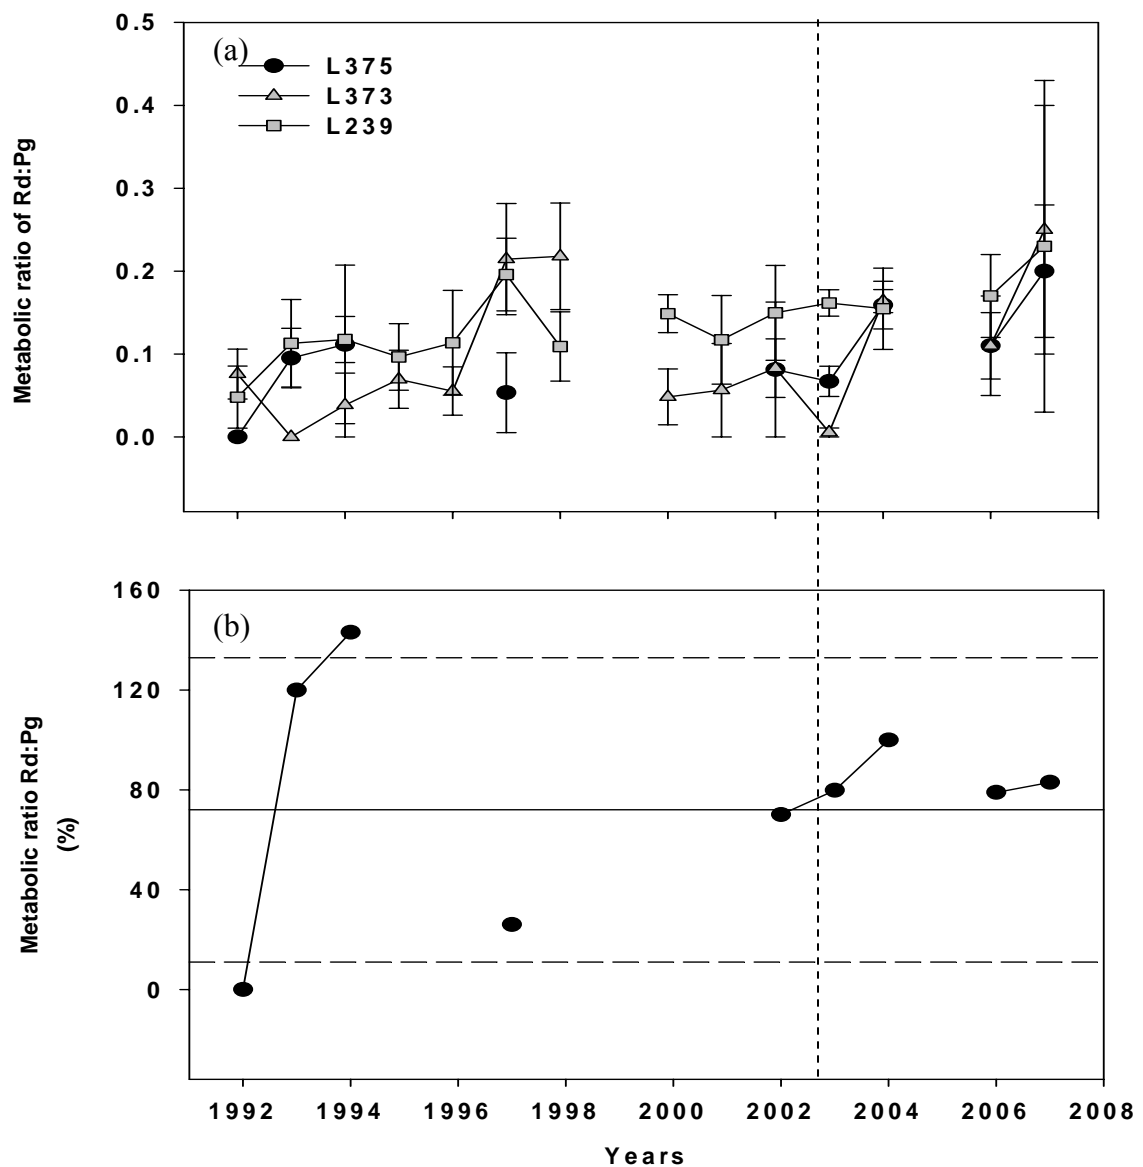 (a)
L375
L373
L239
0.5
0.4
0.3
0.2
0.1
0.0
Metabolic ratio of Rd:Pg
(b)
160
120
80
40
0
Metabolic ratio Rd:Pg
(%)
1992 1994 1996 1998 2000 2002 2004 2006 2008
Years